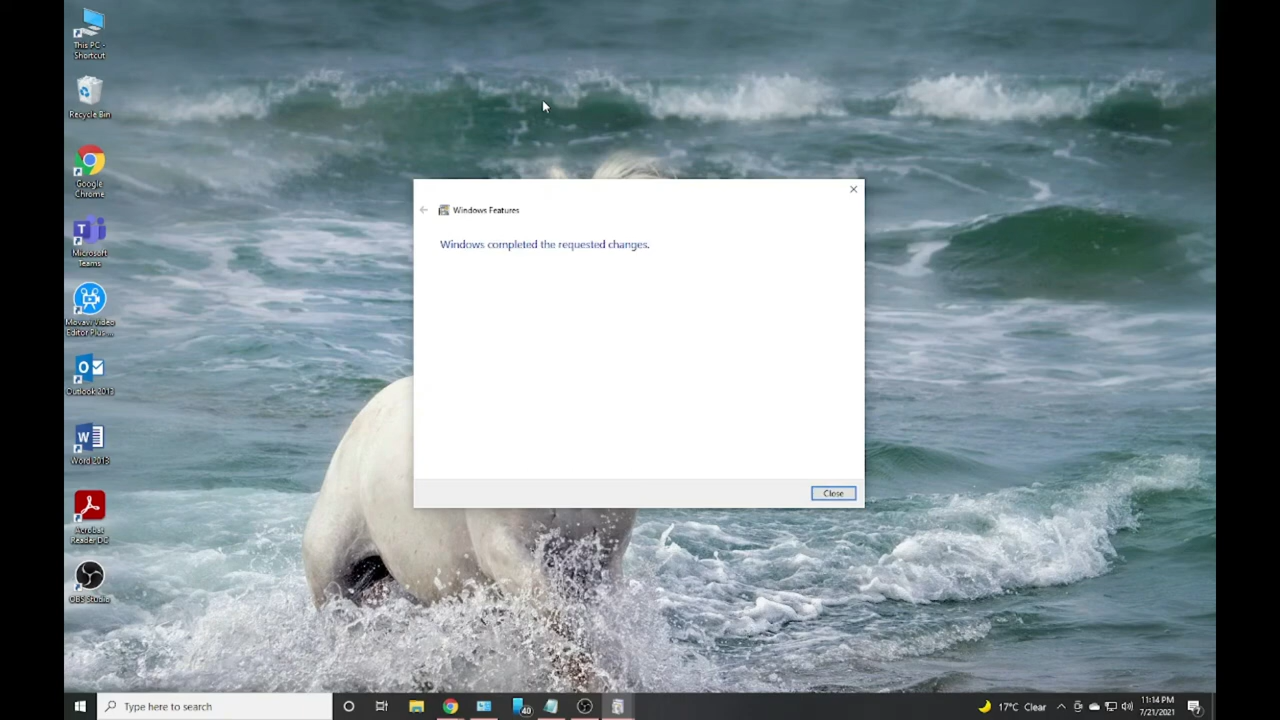 This PC -
Shortcut
Recycle Bin
Google
Chrome
Microsoft
Teams
Movavi Video
Editor Plus...
Outlook 2013
Word 2013
Acrobat
Reader DC
OBS Studio
Windows Features
Windows completed the requested changes.
Close
Type here to search
40
17°C Clear
11:14 PM
7/21/2021